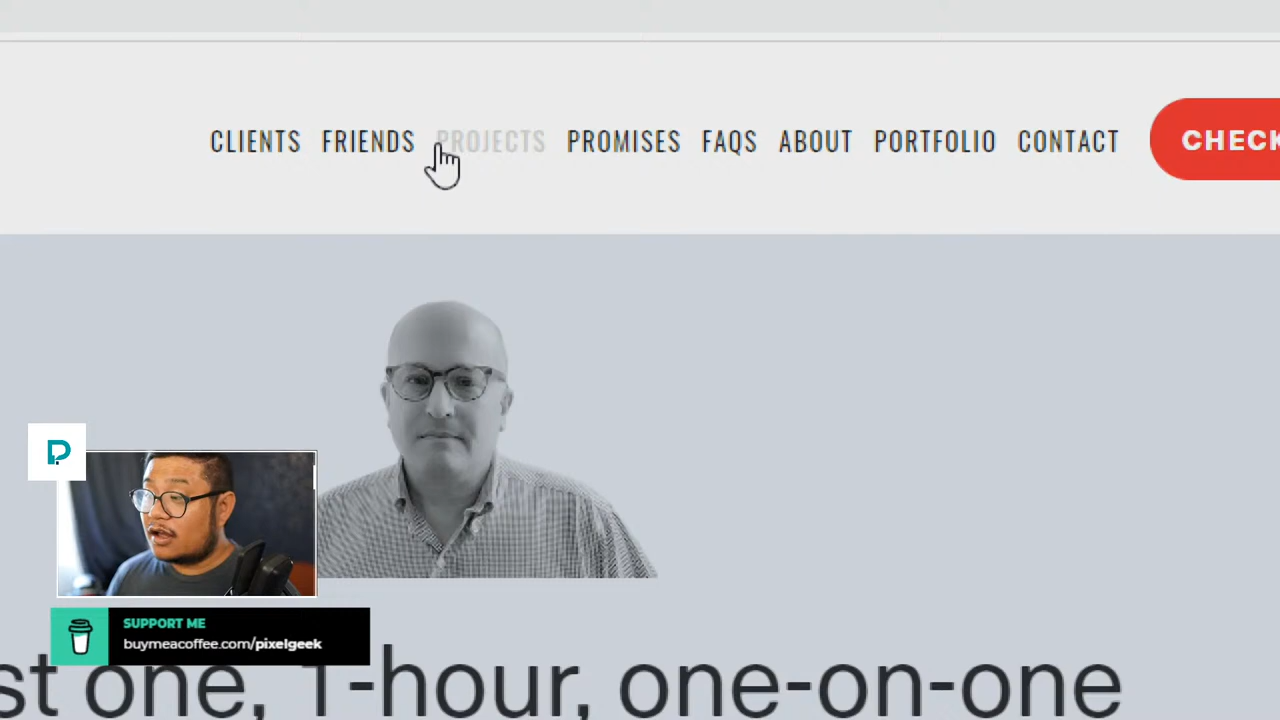 CLIENTS FRIENDS PROJECTS PROMISES FAQS ABOUT PORTFOLIO CONTACT CHECK
SUPPORT ME
buymeacoffee.com/pixelgeek
st one, 1-hour, one-on-one